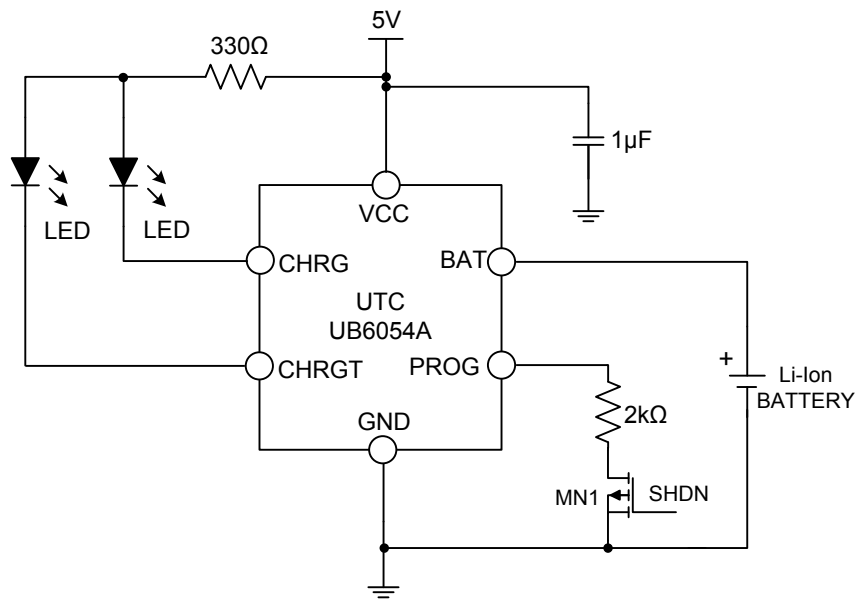 5V
330Ω
1µF
LED
LED
VCC
CHRG
BAT
UTC
UB6054A
CHRGT
PROG
GND
2kΩ
+
Li-Ion
BATTERY
MN1
SHDN